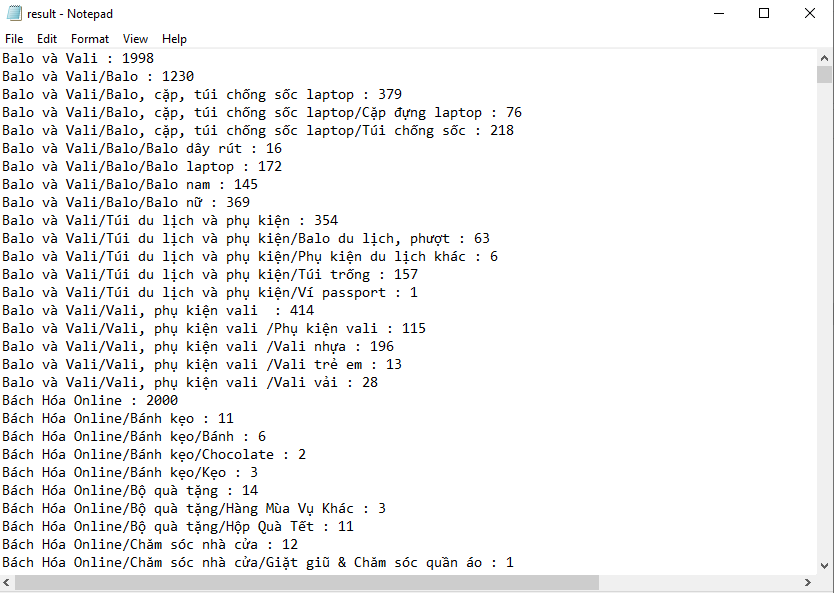 result - Notepad
File Edit Format View Help
Balo và Vali : 1998
Balo và Vali/Balo : 1230
Balo và Vali/Balo, cặp, túi chống sốc laptop : 379
Balo và Vali/Balo, cặp, túi chống sốc laptop/Cặp đựng laptop : 76
Balo và Vali/Balo, cặp, túi chống sốc laptop/Túi chống sốc : 218
Balo và Vali/Balo/Balo dây rút : 16
Balo và Vali/Balo/Balo laptop : 172
Balo và Vali/Balo/Balo nam : 145
Balo và Vali/Balo/Balo nữ : 369
Balo và Vali/Túi du lịch và phụ kiện : 354
Balo và Vali/Túi du lịch và phụ kiện/Balo du lịch, phượt : 63
Balo và Vali/Túi du lịch và phụ kiện/Phụ kiện du lịch khác : 6
Balo và Vali/Túi du lịch và phụ kiện/Túi trống : 157
Balo và Vali/Túi du lịch và phụ kiện/Ví passport : 1
Balo và Vali/Vali, phụ kiện vali  : 414
Balo và Vali/Vali, phụ kiện vali /Phụ kiện vali : 115
Balo và Vali/Vali, phụ kiện vali /Vali nhựa : 196
Balo và Vali/Vali, phụ kiện vali /Vali trẻ em : 13
Balo và Vali/Vali, phụ kiện vali /Vali vải : 28
Bách Hóa Online : 2000
Bách Hóa Online/Bánh kẹo : 11
Bách Hóa Online/Bánh kẹo/Bánh : 6
Bách Hóa Online/Bánh kẹo/Chocolate : 2
Bách Hóa Online/Bánh kẹo/Kẹo : 3
Bách Hóa Online/Bộ quà tặng : 14
Bách Hóa Online/Bộ quà tặng/Hàng Mùa Vụ Khác : 3
Bách Hóa Online/Bộ quà tặng/Hộp Quà Tết : 11
Bách Hóa Online/Chăm sóc nhà cửa : 12
Bách Hóa Online/Chăm sóc nhà cửa/Giặt giũ & Chăm sóc quần áo : 1